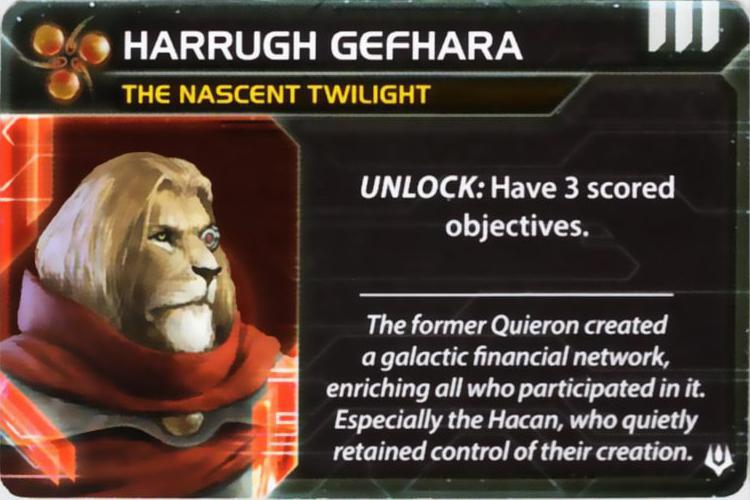 HARRUGH GEFHARA
THE NASCENT TWILIGHT
UNLOCK: Have 3 scored
objectives.
The former Quieron created
a galactic financial network,
enriching all who participated in it.
Especially the Hacan, who quietly
retained control of their creation.